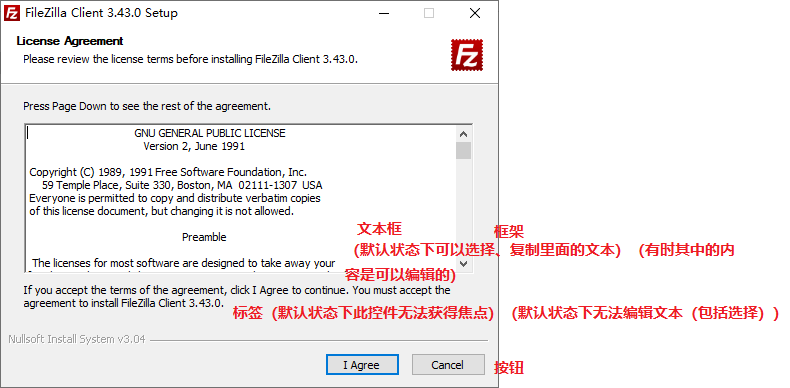 FileZilla Client 3.43.0 Setup
License Agreement
Please review the license terms before installing FileZilla Client 3.43.0.
Press Page Down to see the rest of the agreement.
GNU GENERAL PUBLIC LICENSE
Version 2, June 1991
Copyright (C) 1989, 1991 Free Software Foundation, Inc.
59 Temple Place, Suite 330, Boston, MA  02111-1307  USA
Everyone is permitted to copy and distribute verbatim copies
of this license document, but changing it is not allowed.
Preamble
The licenses for most software are designed to take away your
文本框
框架
（默认状态下可以选择、复制里面的文本）（有时其中的内
容是可以编辑的）
If you accept the terms of the agreement, click I Agree to continue. You must accept the
agreement to install FileZilla Client 3.43.0.
标签（默认状态下此控件无法获得焦点）（默认状态下无法编辑文本（包括选择））
Nullsoft Install System v3.04
I Agree
Cancel
按钮